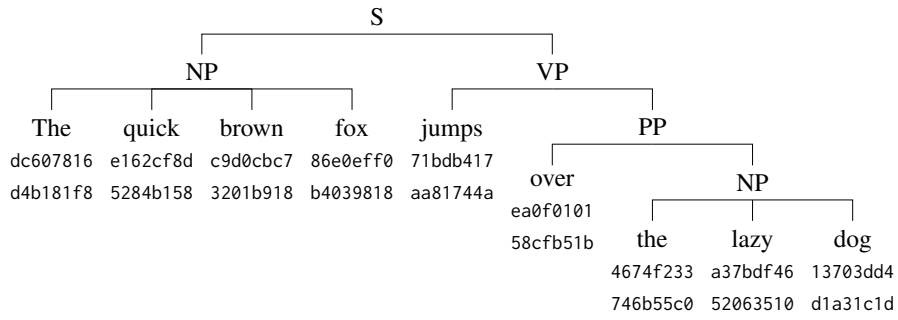 S
NP VP
The quick brown fox jumps PP
dc607816 e162cf8d c9d0cbc7 86e0eff0 71bdb417
d4b181f8 5284b158 3201b918 b4039818 aa81744a
over NP
ea0f0101
58cfb51b
the lazy dog
4674f233 a37bdf46 13703dd4
746b55c0 52063510 d1a31c1d